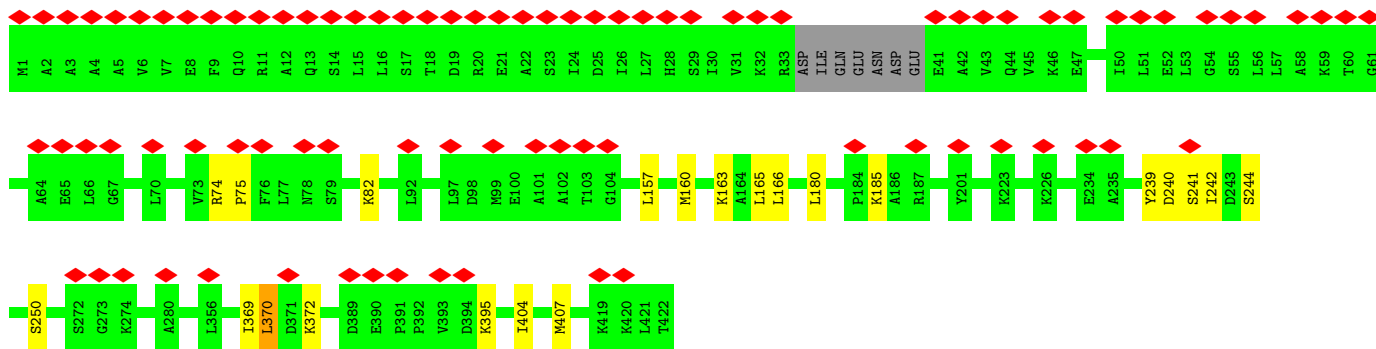 M1 A2 A3 A4 A5 V6 V7 E8 F9 Q10 R11 A12 Q13 S14 L15 L16 S17 T18 D19 R20 E21 A22 S23 I24 D25 I26 L27 H28 S29 I30 V31 K32 R33 ASP ILE GLN GLU ASN ASP GLU E41 A42 V43 Q44 V45 K46 E47 I50 L51 E52 L53 G54 S55 L56 L57 A58 K59 T60 G61
A64 E65 L66 G67 L70 V73 R74 P75 F76 L77 N78 S79 K82 L92 L97 D98 M99 E100 A101 A102 T103 G104 L157 M160 K163 A164 L165 L166 L180 P184 K185 A186 R187 Y201 K223 K226 E234 A235 Y239 D240 S241 I242 D243 S244
S250 S272 G273 K274 A280 L356 I369 L370 D371 K372 D389 E390 P391 P392 V393 D394 K395 I404 M407 K419 K420 L421 T422